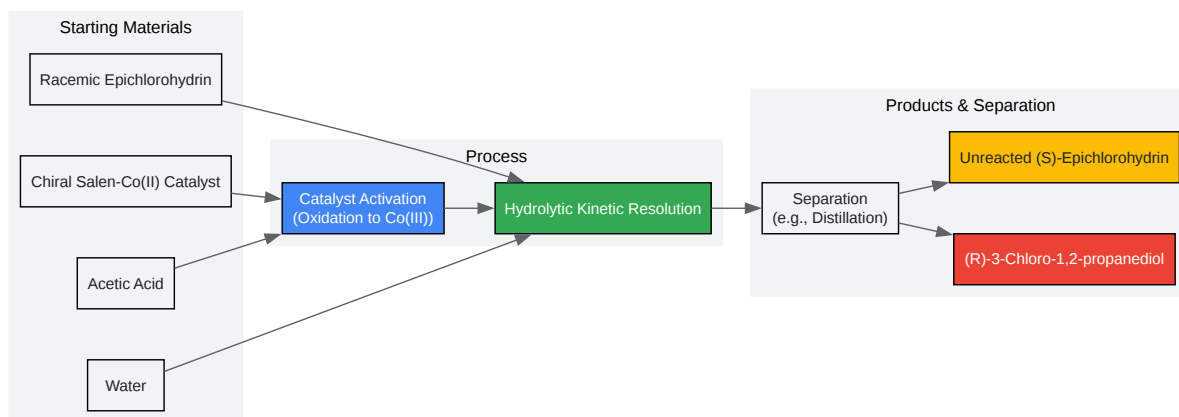 Starting Materials
Racemic Epichlorohydrin
Chiral Salen-Co(II) Catalyst
Acetic Acid
Water
Process
Catalyst Activation
(Oxidation to Co(III))
Hydrolytic Kinetic Resolution
Products & Separation
Separation
(e.g., Distillation)
Unreacted (S)-Epichlorohydrin
(R)-3-Chloro-1,2-propanediol